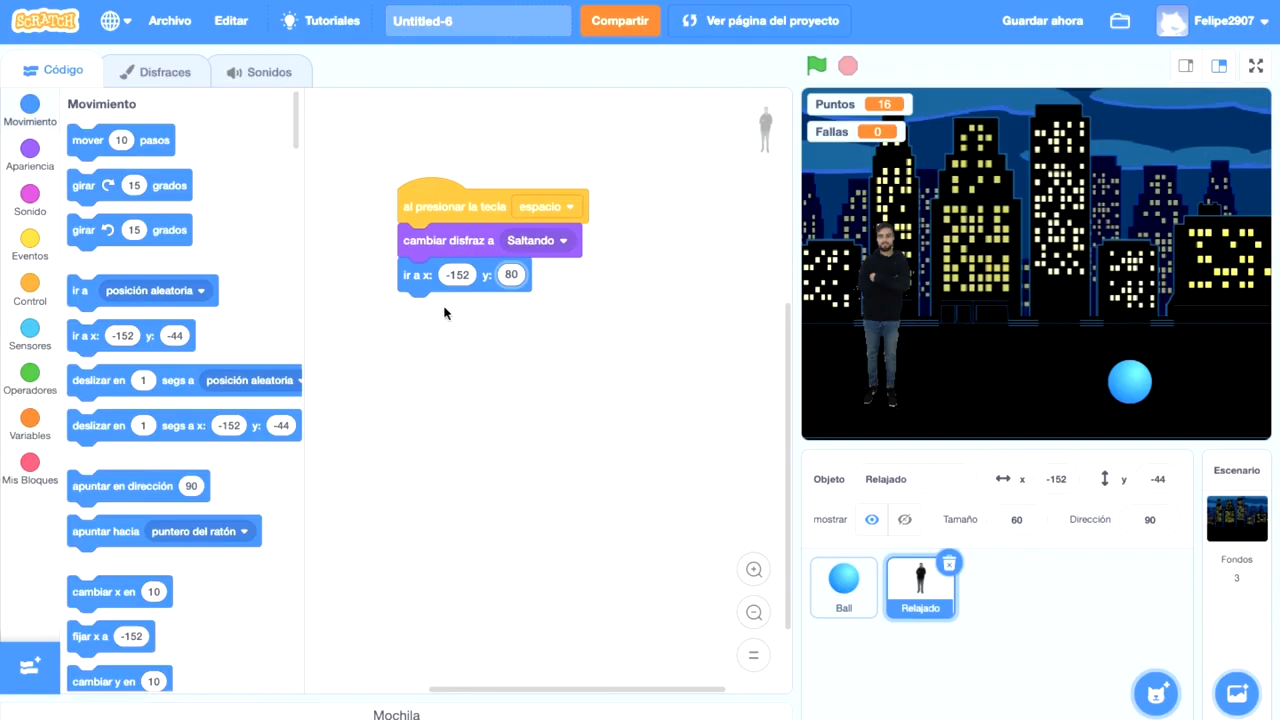 SCRATCH
Archivo
Editar
Tutoriales
Untitled-6
Compartir
Ver página del proyecto
Guardar ahora
Felipe2907
Código
Disfraces
Sonidos
Movimiento
Apariencia
Sonido
Eventos
Control
Sensores
Operadores
Variables
Mis Bloques
Movimiento
mover 10 pasos
girar 15 grados
girar 15 grados
ir a posición aleatoria
ir a x: -152 y: -44
deslizar en 1 segs a posición aleatoria
deslizar en 1 segs a x: -152 y: -44
apuntar en dirección 90
apuntar hacia puntero del ratón
cambiar x en 10
fijar x a -152
cambiar y en 10
al presionar la tecla espacio
cambiar disfraz a Saltando
ir a x: -152 y: 80
Mochila
Puntos 16
Fallas 0
Objeto Relajado x -152 y -44
mostrar Tamaño 60 Dirección 90
Ball
Relajado
Escenario
Fondos
3